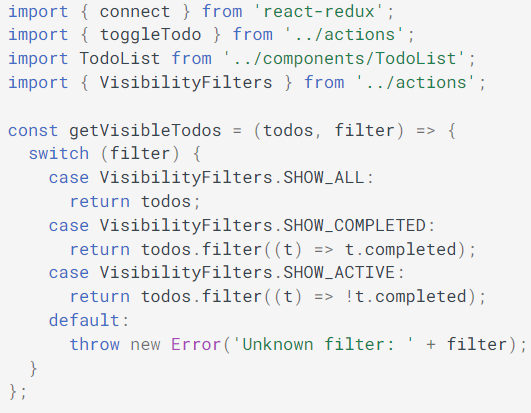 import { connect } from 'react-redux';
import { toggleTodo } from '../actions';
import TodoList from '../components/TodoList';
import { VisibilityFilters } from '../actions';

const getVisibleTodos = (todos, filter) => {
  switch (filter) {
    case VisibilityFilters.SHOW_ALL:
      return todos;
    case VisibilityFilters.SHOW_COMPLETED:
      return todos.filter((t) => t.completed);
    case VisibilityFilters.SHOW_ACTIVE:
      return todos.filter((t) => !t.completed);
    default:
      throw new Error('Unknown filter: ' + filter);
  }
};